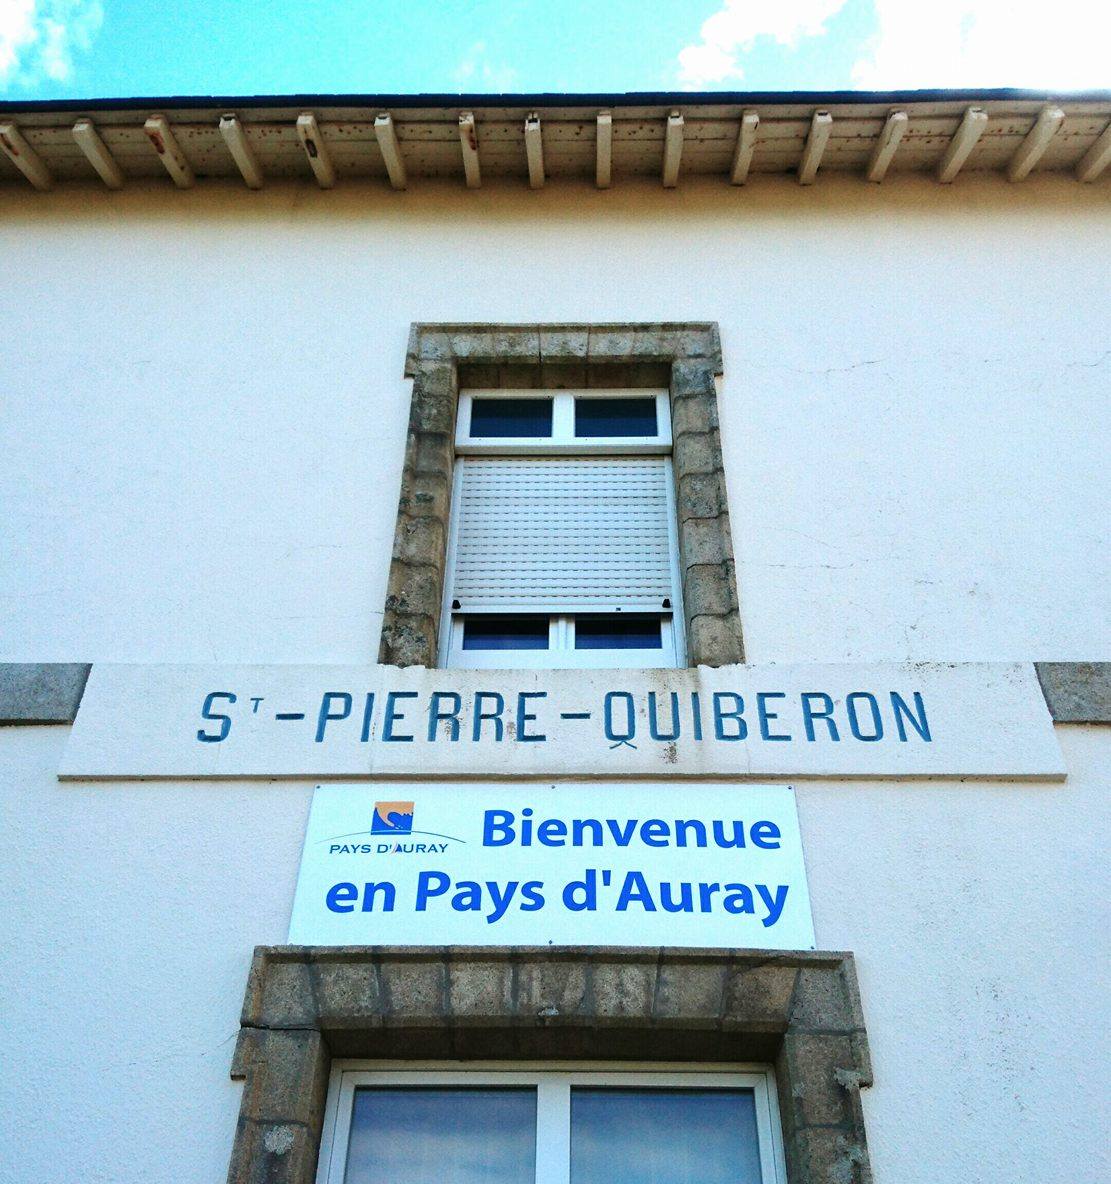 ST-PIERRE-QUIBERON
PAYS D'AURAY
Bienvenue
en Pays d'Auray